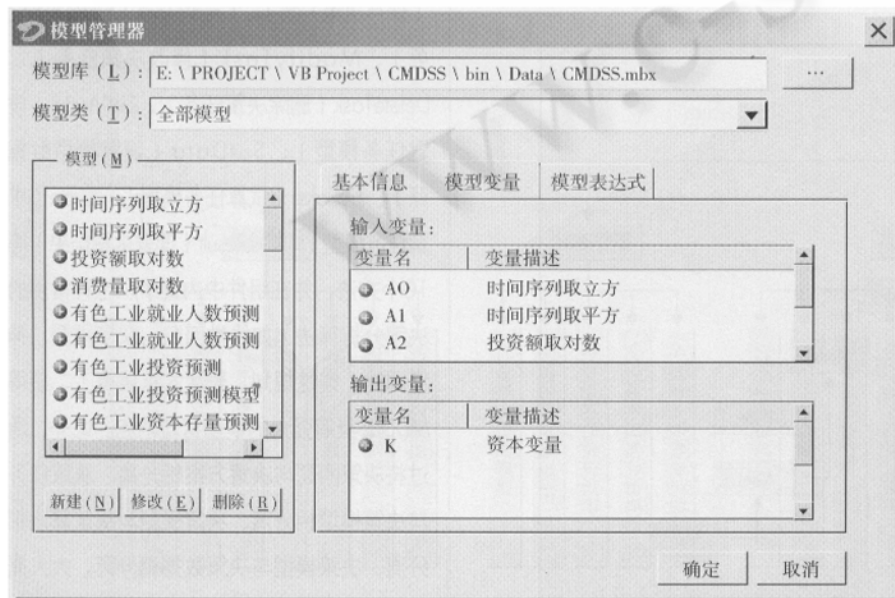 模型管理器
模型库(L): E: \ PROJECT \ VB Project \ CMDSS \ bin \ Data \ CMDSS.mbx ...
模型类(T): 全部模型
模型(M)
时间序列取立方
时间序列取平方
投资额取对数
消费量取对数
有色工业就业人数预测
有色工业就业人数预测
有色工业投资预测
有色工业投资预测模型
有色工业资本存量预测
新建(N) 修改(E) 删除(R)
基本信息 模型变量 模型表达式
输入变量:
变量名 变量描述
A0 时间序列取立方
A1 时间序列取平方
A2 投资额取对数
输出变量:
变量名 变量描述
K 资本变量
确定 取消